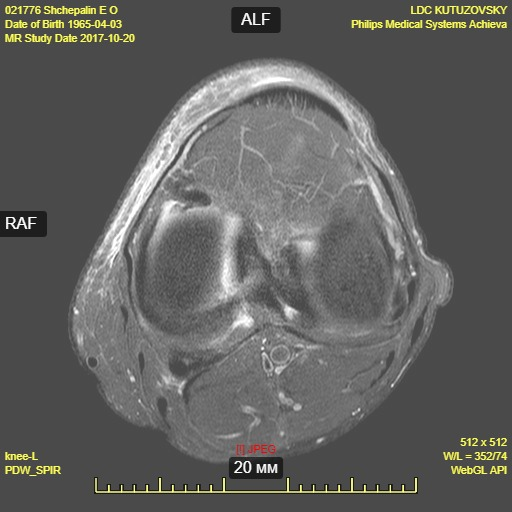 021776 Shchepalin E O
Date of Birth 1965-04-03
MR Study Date 2017-10-20
ALF
LDC KUTUZOVSKY
Philips Medical Systems Achieva
RAF
knee-L
PDW_SPIR
JPEG
20 мм
512 x 512
W/L = 352/74
WebGL API